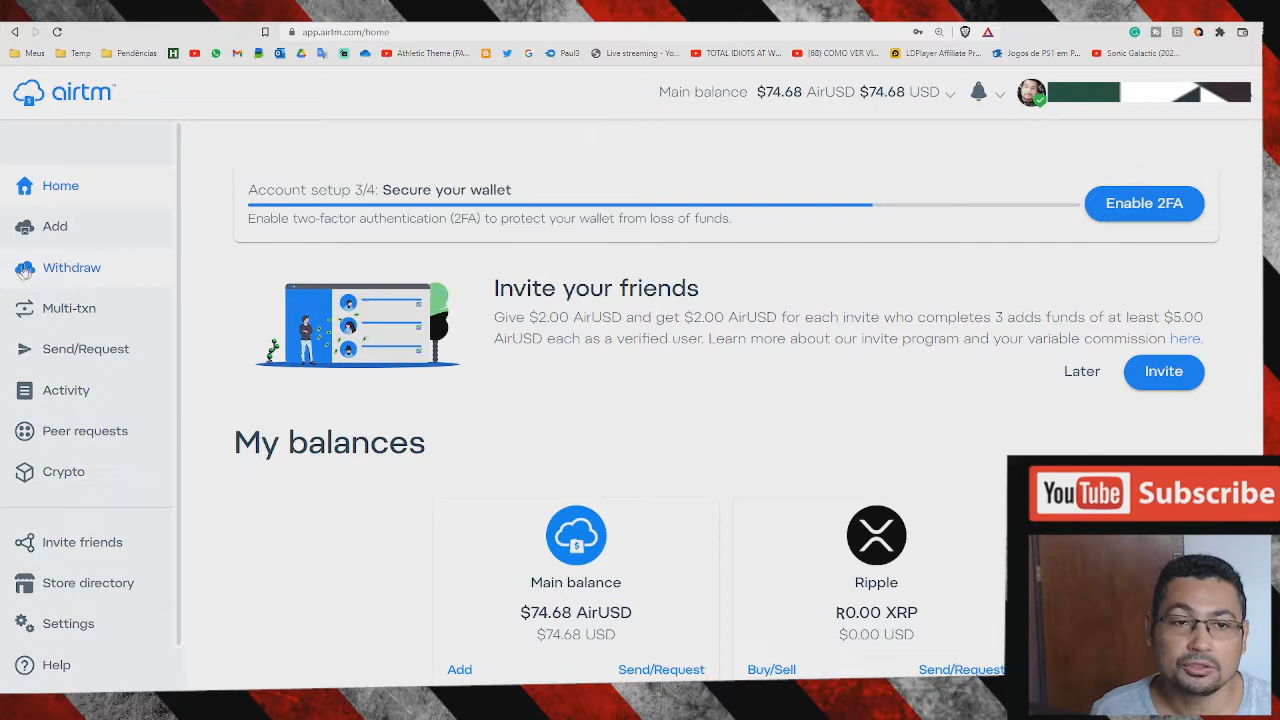 app.airtm.com/home
Meus
Temp
Pendências
Athletic Theme (PA...
Paul3
Live streaming - Yo...
TOTAL IDIOTS AT W...
(68) COMO VER VI...
LDPlayer Affiliate Pr...
Jogos de PS1 em P...
Sonic Galactic (202...
airtm™
Main balance $74.68 AirUSD $74.68 USD
Home
Add
Withdraw
Multi-txn
Send/Request
Activity
Peer requests
Crypto
Invite friends
Store directory
Settings
Help
Account setup 3/4: Secure your wallet
Enable two-factor authentication (2FA) to protect your wallet from loss of funds.
Enable 2FA
Invite your friends
Give $2.00 AirUSD and get $2.00 AirUSD for each invite who completes 3 adds funds of at least $5.00
AirUSD each as a verified user. Learn more about our invite program and your variable commission here.
Later
Invite
My balances
Main balance
$74.68 AirUSD
$74.68 USD
Add
Send/Request
Ripple
R0.00 XRP
$0.00 USD
Buy/Sell
Send/Request
YouTube Subscribe